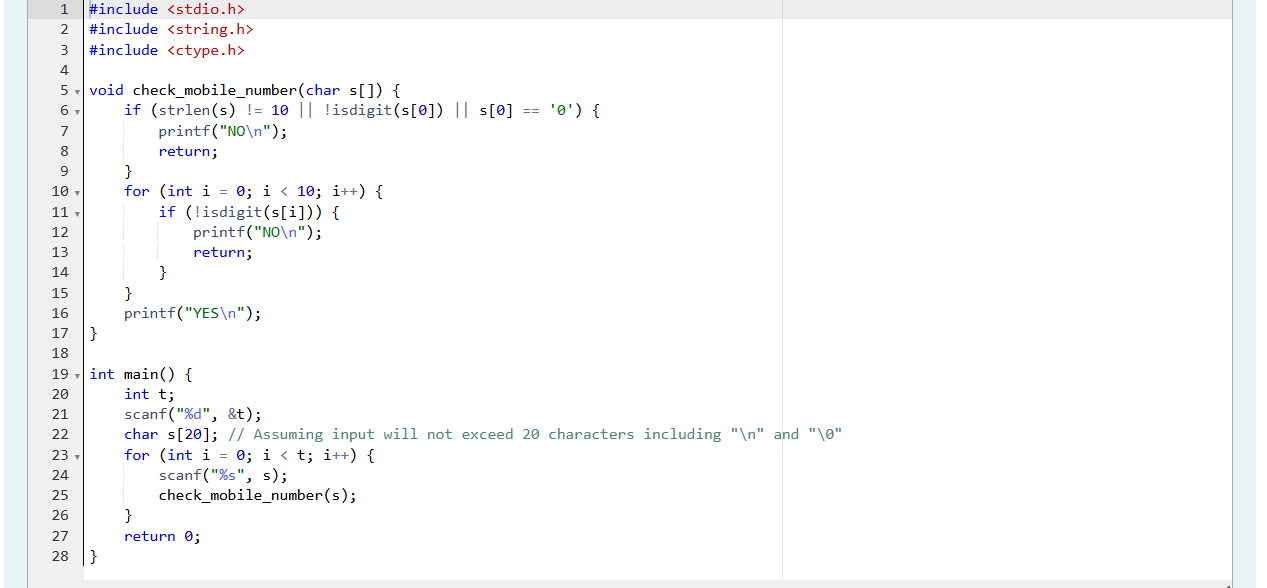 1 #include <stdio.h>
2 #include <string.h>
3 #include <ctype.h>
4
5 void check_mobile_number(char s[]) {
6     if (strlen(s) != 10 || !isdigit(s[0]) || s[0] == '0') {
7         printf("NO\n");
8         return;
9     }
10     for (int i = 0; i < 10; i++) {
11         if (!isdigit(s[i])) {
12             printf("NO\n");
13             return;
14         }
15     }
16     printf("YES\n");
17 }
18
19 int main() {
20     int t;
21     scanf("%d", &t);
22     char s[20]; // Assuming input will not exceed 20 characters including "\n" and "\0"
23     for (int i = 0; i < t; i++) {
24         scanf("%s", s);
25         check_mobile_number(s);
26     }
27     return 0;
28 }